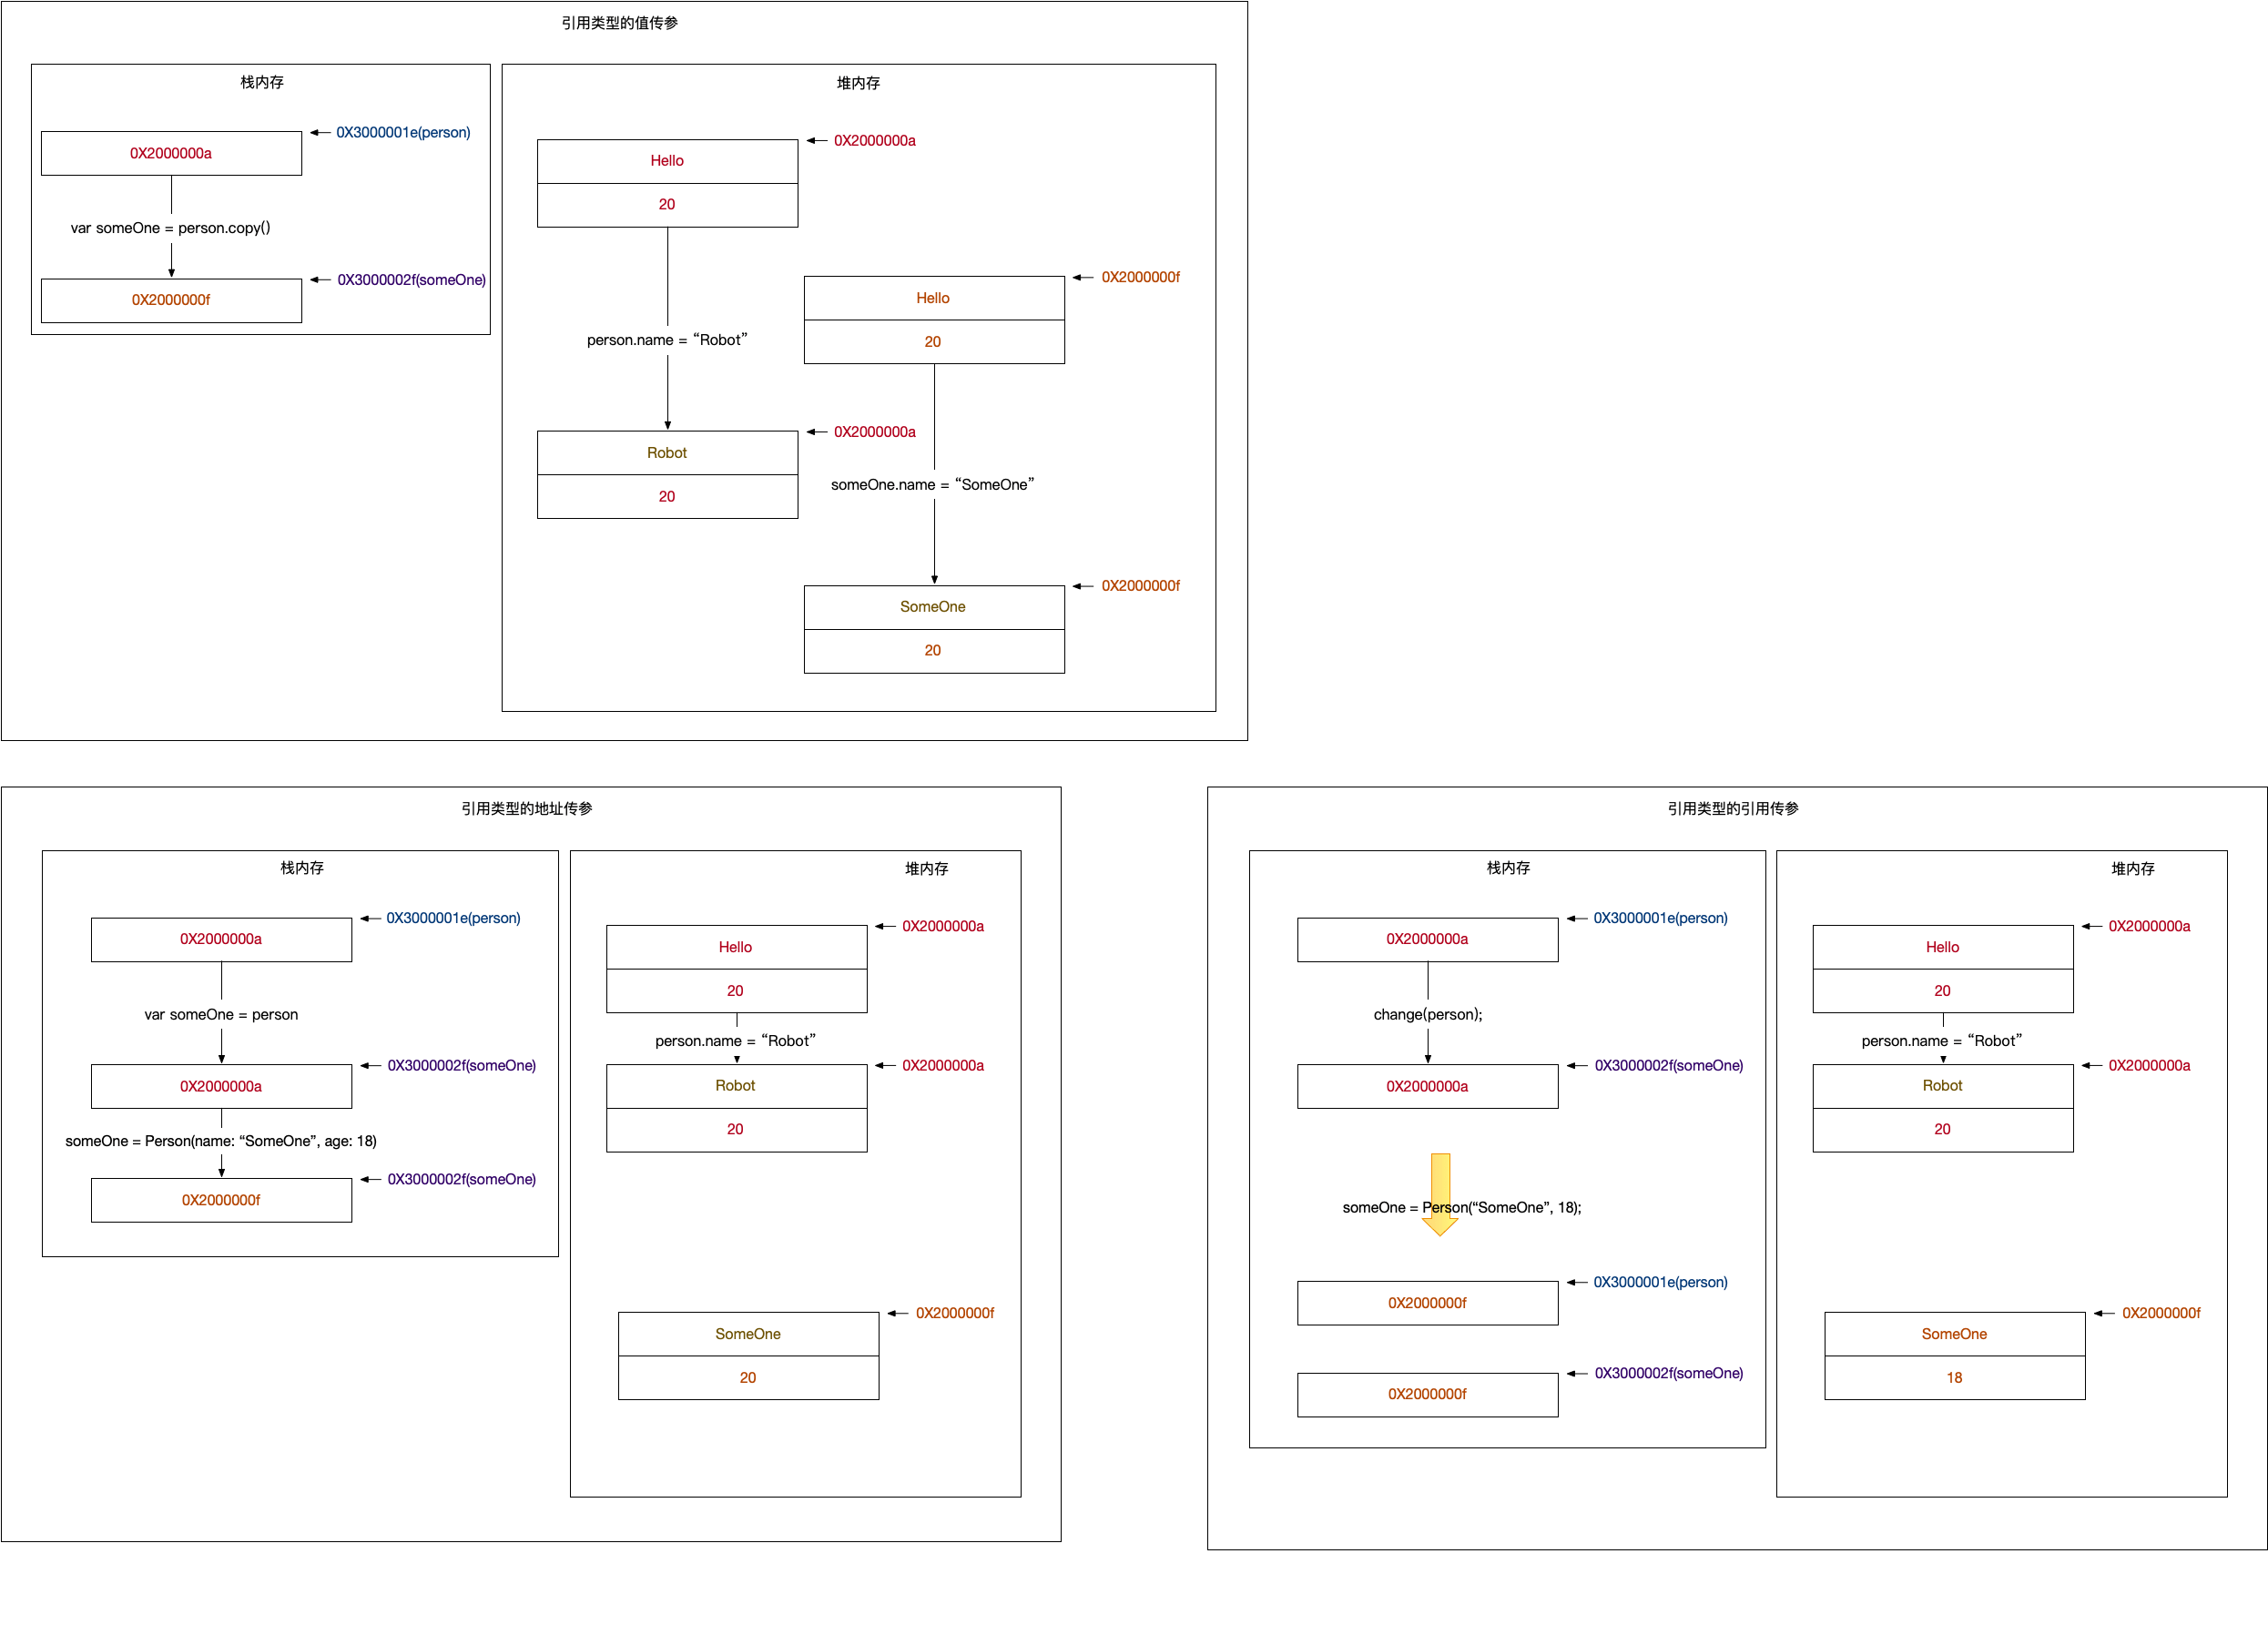 引用类型的值传参
栈内存
0X3000001e(person)
0X2000000a
var someOne = person.copy()
0X3000002f(someOne)
0X2000000f
堆内存
0X2000000a
Hello
20
0X2000000f
Hello
20
person.name = “Robot”
0X2000000a
Robot
20
someOne.name = “SomeOne”
0X2000000f
SomeOne
20
引用类型的地址传参
栈内存
0X3000001e(person)
0X2000000a
var someOne = person
0X3000002f(someOne)
0X2000000a
someOne = Person(name: “SomeOne”, age: 18)
0X3000002f(someOne)
0X2000000f
堆内存
0X2000000a
Hello
20
person.name = “Robot”
0X2000000a
Robot
20
0X2000000f
SomeOne
20
引用类型的引用传参
栈内存
0X3000001e(person)
0X2000000a
change(person);
0X3000002f(someOne)
0X2000000a
someOne = Person(“SomeOne”, 18);
0X3000001e(person)
0X2000000f
0X3000002f(someOne)
0X2000000f
堆内存
0X2000000a
Hello
20
person.name = “Robot”
0X2000000a
Robot
20
0X2000000f
SomeOne
18